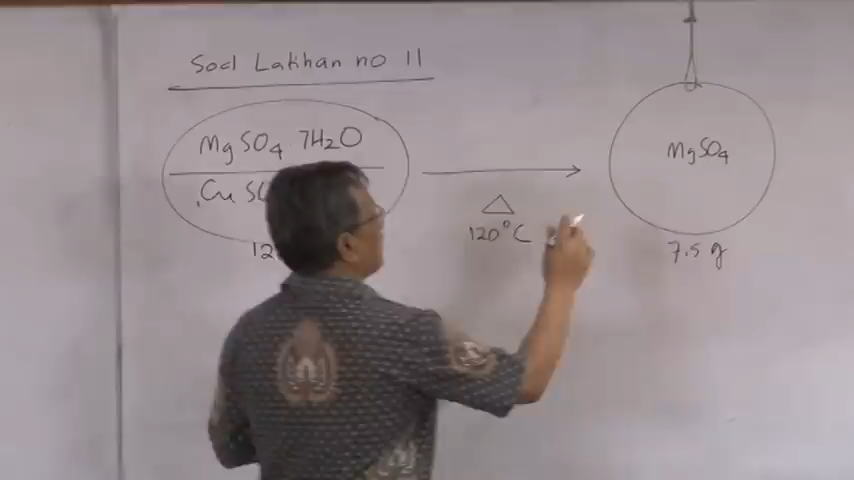 Soal Latihan no 11
MgSO4 7H2O
MgSO4
Cu
120°C
7.5 g